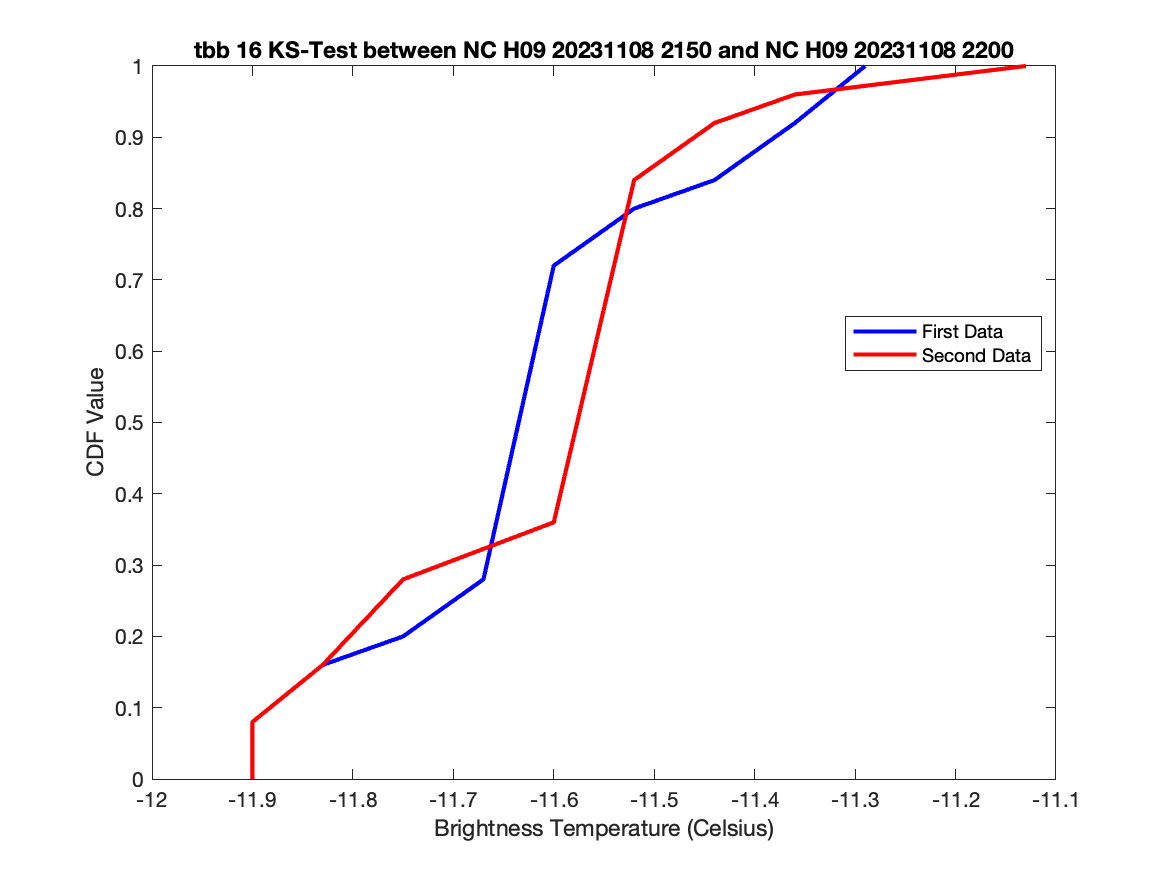 tbb 16 KS-Test between NC H09 20231108 2150 and NC H09 20231108 2200
1
0.9
0.8
0.7
0.6
0.5
0.4
0.3
0.2
0.1
0
CDF Value
First Data
Second Data
-12 -11.9 -11.8 -11.7 -11.6 -11.5 -11.4 -11.3 -11.2 -11.1
Brightness Temperature (Celsius)